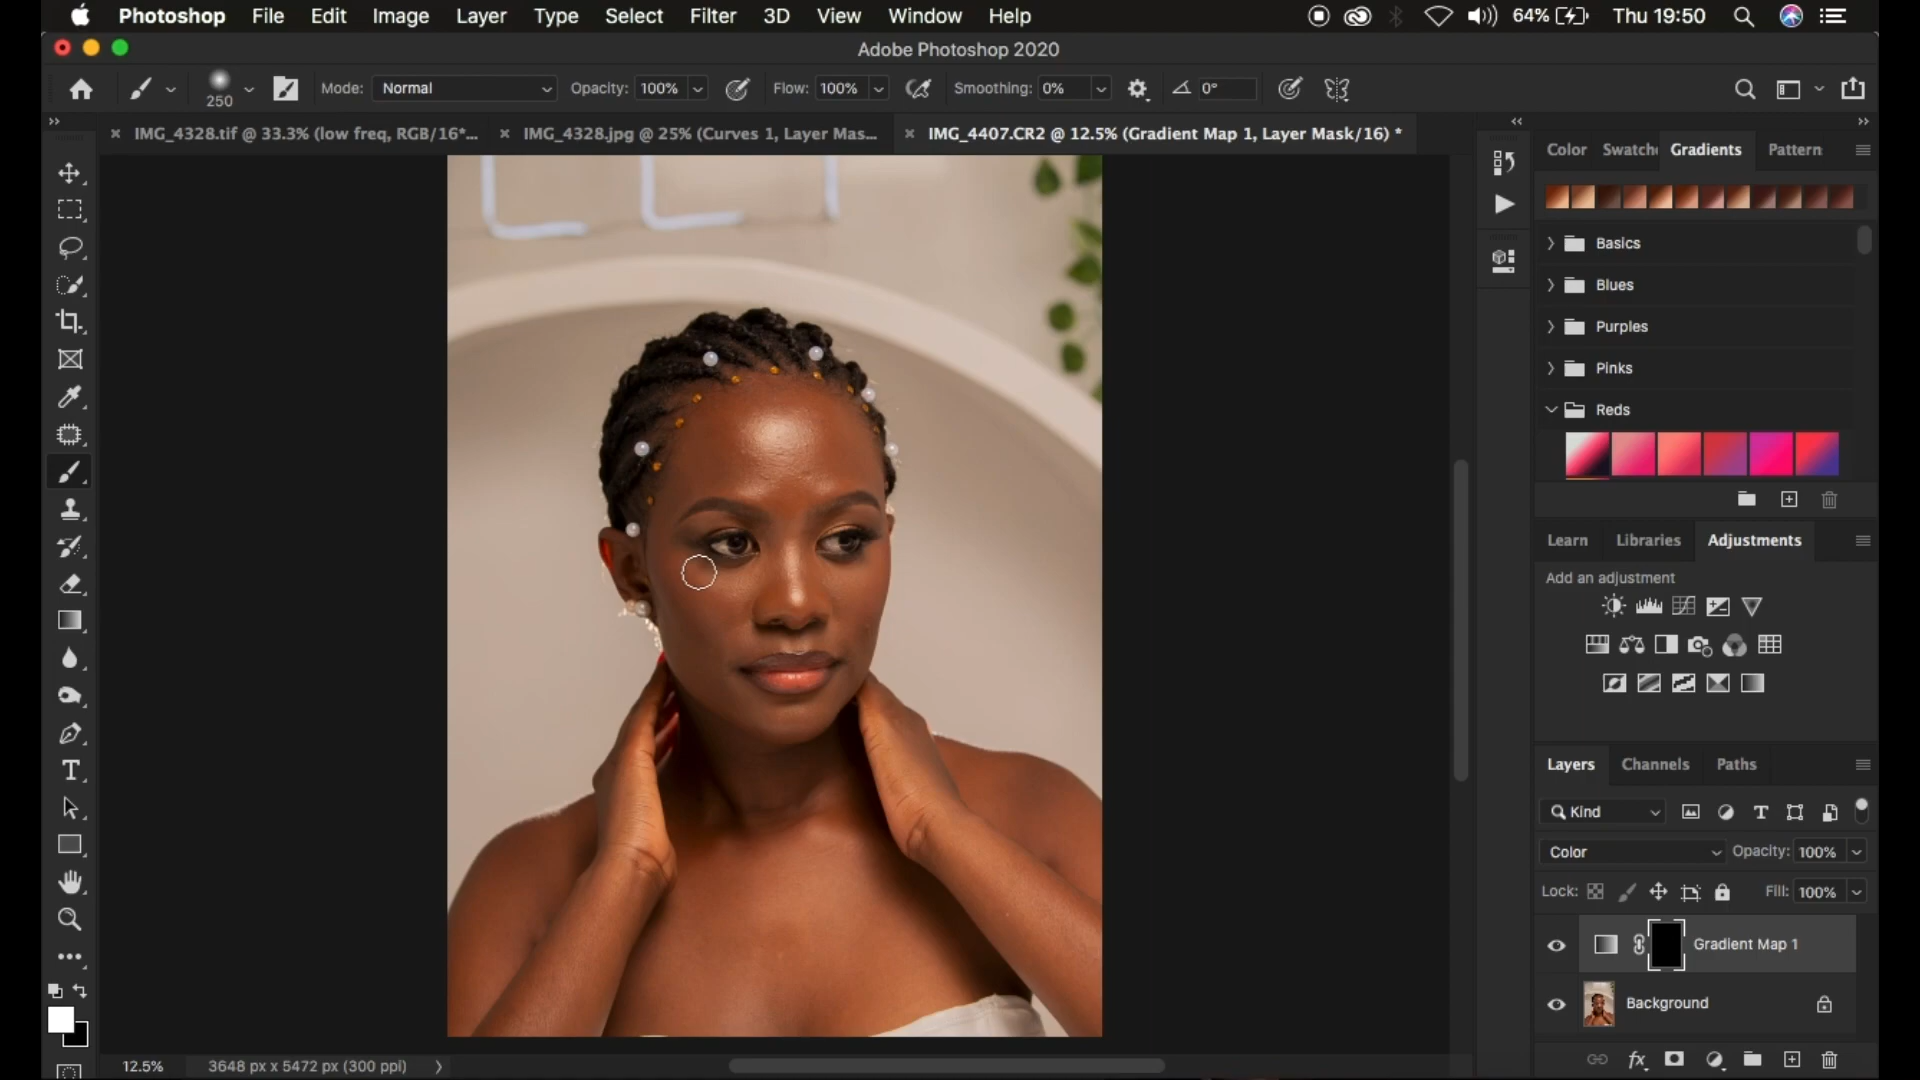 Photoshop File Edit Image Layer Type Select Filter 3D View Window Help 64% Thu 19:50
Adobe Photoshop 2020
250 Mode: Normal Opacity: 100% Flow: 100% Smoothing: 0% 0°
IMG_4328.tif @ 33.3% (low freq, RGB/16*... IMG_4328.jpg @ 25% (Curves 1, Layer Mas... IMG_4407.CR2 @ 12.5% (Gradient Map 1, Layer Mask/16) *
Color Swatche Gradients Pattern
Basics
Blues
Purples
Pinks
Reds
Learn Libraries Adjustments
Add an adjustment
Layers Channels Paths
Kind
Color Opacity: 100%
Lock: Fill: 100%
Gradient Map 1
Background
12.5% 3648 px x 5472 px (300 ppi)